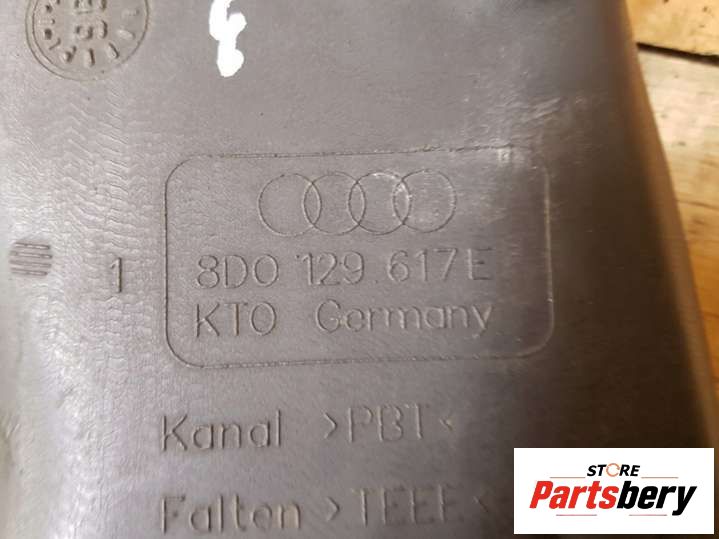 1
8D0 129 617E
KTO Germany
Kanal >PBT<
Falten >TEEE<
STORE
Partsbery